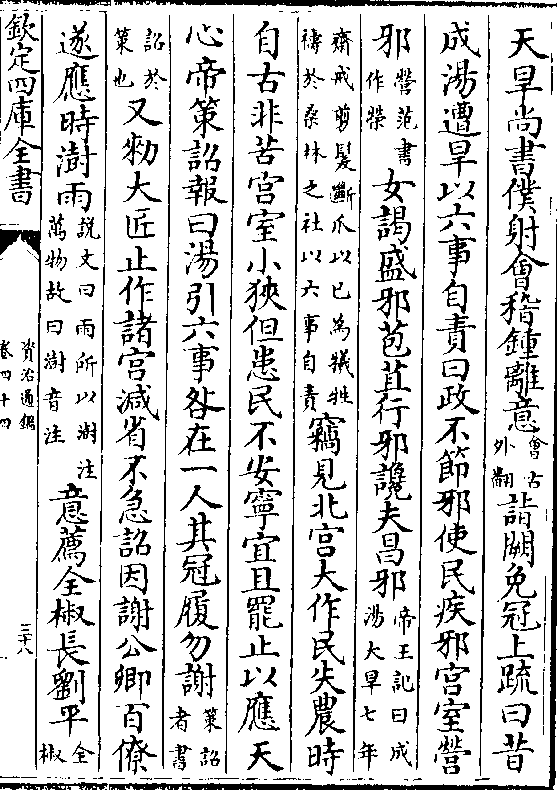 天旱尚書僕射會稽鍾離意會古外翻詣闕免冠上疏曰昔
成湯遭旱以六事自責曰政不節邪使民疾邪宫室營
邪營范書作榮女謁盛邪苞苴行邪讒夫昌邪帝王記曰成湯大旱七年
齋戒剪髮斷爪以已為犧牲禱於桑林之社以六事自責竊見北宫大作民失農時
自古非苦宫室小狹但患民不安寧宜且罷止以應天
心帝策詔報曰湯引六事咎在一人其冠履勿謝策詔者書
詔於策也又敕大匠止作諸宫減省不急詔因謝公卿百僚
遂應時澍雨說文曰雨所以澍注萬物故曰澍音注意薦全椒長劉平全椒
欽定四庫全書
資治通鑑
卷四十四
三十八